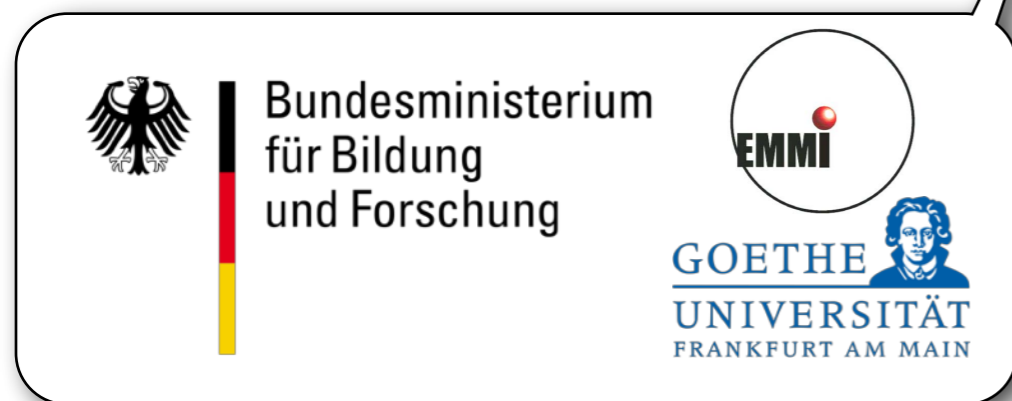 Bundesministerium
für Bildung
und Forschung
EMMi
GOETHE
UNIVERSITÄT
FRANKFURT AM MAIN